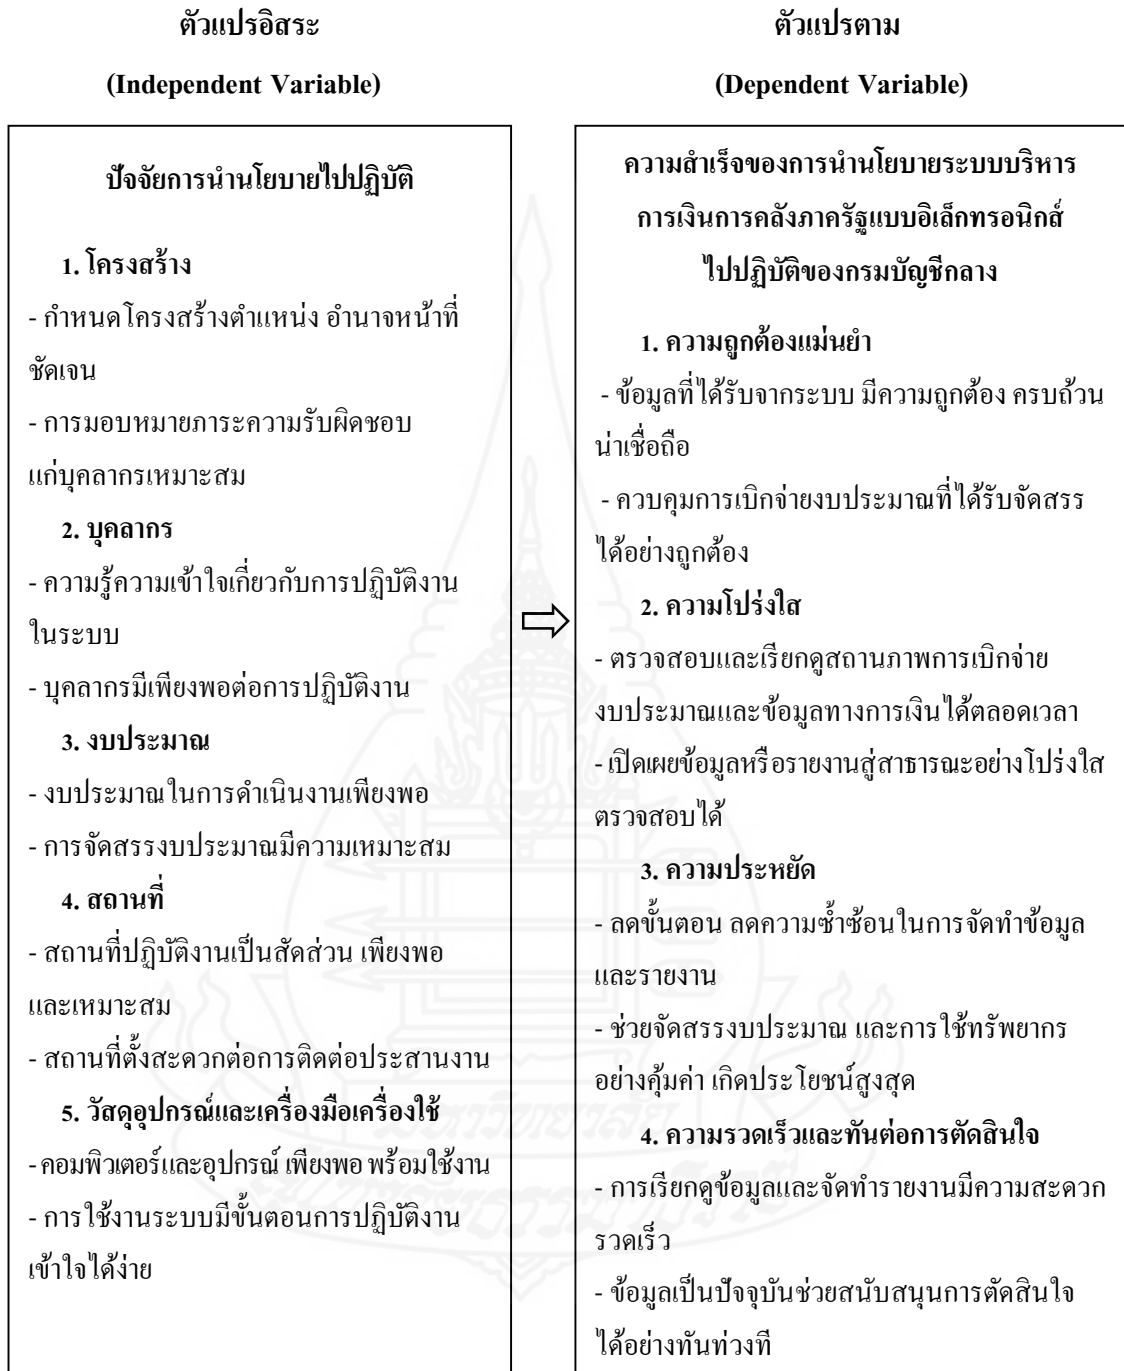 ตัวแปรอิสระ
(Independent Variable)
ปัจจัยการนำนโยบายไปปฏิบัติ
1. โครงสร้าง
- กำหนดโครงสร้างตำแหน่ง อำนาจหน้าที่
ชัดเจน
- การมอบหมายภาระความรับผิดชอบ
แก่บุคลากรเหมาะสม
2. บุคลากร
- ความรู้ความเข้าใจเกี่ยวกับการปฏิบัติงาน
ในระบบ
- บุคลากรมีเพียงพอต่อการปฏิบัติงาน
3. งบประมาณ
- งบประมาณในการดำเนินงานเพียงพอ
- การจัดสรรงบประมาณมีความเหมาะสม
4. สถานที่
- สถานที่ปฏิบัติงานเป็นสัดส่วน เพียงพอ
และเหมาะสม
- สถานที่ตั้งสะดวกต่อการติดต่อประสานงาน
5. วัสดุอุปกรณ์และเครื่องมือเครื่องใช้
- คอมพิวเตอร์และอุปกรณ์ เพียงพอ พร้อมใช้งาน
- การใช้งานระบบมีขั้นตอนการปฏิบัติงาน
เข้าใจได้ง่าย
ตัวแปรตาม
(Dependent Variable)
ความสำเร็จของการนำนโยบายระบบบริหาร
การเงินการคลังภาครัฐแบบอิเล็กทรอนิกส์
ไปปฏิบัติของกรมบัญชีกลาง
1. ความถูกต้องแม่นยำ
- ข้อมูลที่ได้รับจากระบบ มีความถูกต้อง ครบถ้วน
น่าเชื่อถือ
- ควบคุมการเบิกจ่ายงบประมาณที่ได้รับจัดสรร
ได้อย่างถูกต้อง
2. ความโปร่งใส
- ตรวจสอบและเรียกดูสถานภาพการเบิกจ่าย
งบประมาณและข้อมูลทางการเงินได้ตลอดเวลา
- เปิดเผยข้อมูลหรือรายงานสู่สาธารณะอย่างโปร่งใส
ตรวจสอบได้
3. ความประหยัด
- ลดขั้นตอน ลดความซ้ำซ้อนในการจัดทำข้อมูล
และรายงาน
- ช่วยจัดสรรงบประมาณ และการใช้ทรัพยากร
อย่างคุ้มค่า เกิดประโยชน์สูงสุด
4. ความรวดเร็วและทันต่อการตัดสินใจ
- การเรียกดูข้อมูลและจัดทำรายงานมีความสะดวก
รวดเร็ว
- ข้อมูลเป็นปัจจุบันช่วยสนับสนุนการตัดสินใจ
ได้อย่างทันท่วงที